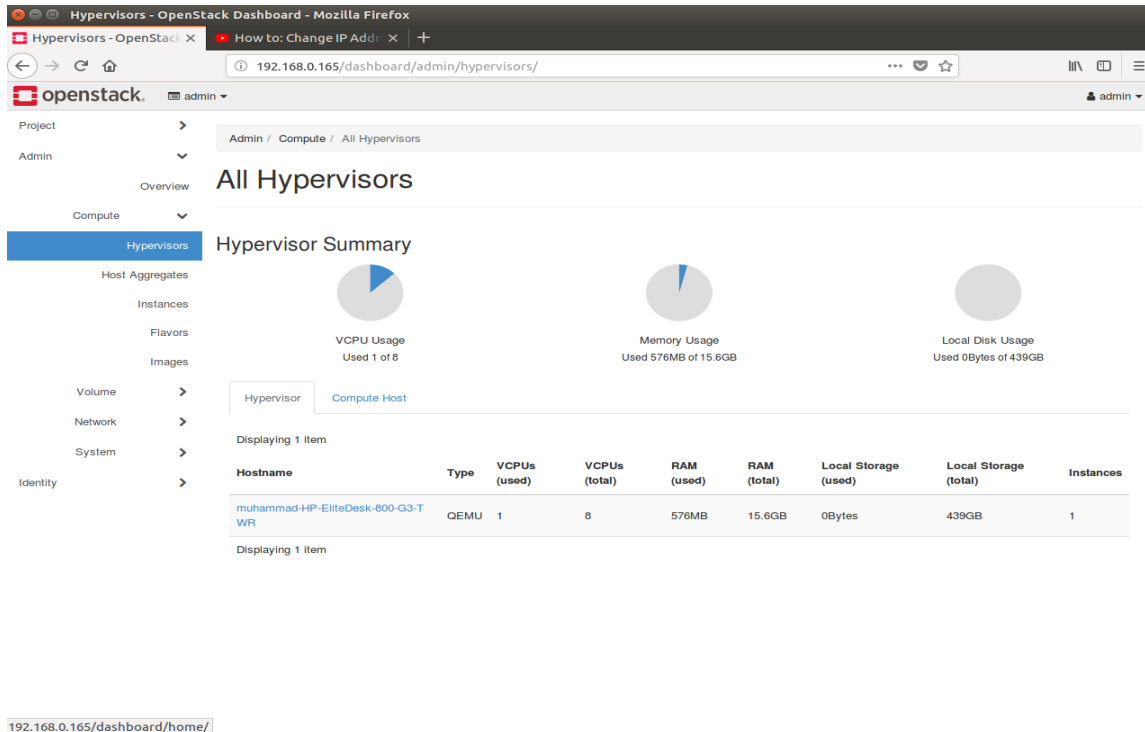 Hypervisors - OpenStack Dashboard - Mozilla Firefox
Hypervisors - OpenStack
How to: Change IP Addr
192.168.0.165/dashboard/admin/hypervisors/
openstack. admin admin
Project
Admin
Overview
Compute
Hypervisors
Host Aggregates
Instances
Flavors
Images
Volume
Network
System
Identity
Admin / Compute / All Hypervisors
All Hypervisors
Hypervisor Summary
VCPU Usage
Used 1 of 8
Memory Usage
Used 576MB of 15.6GB
Local Disk Usage
Used 0Bytes of 439GB
Hypervisor Compute Host
Displaying 1 item
Hostname Type VCPUs (used) VCPUs (total) RAM (used) RAM (total) Local Storage (used) Local Storage (total) Instances
muhammad-HP-EliteDesk-800-G3-T
WR QEMU 1 8 576MB 15.6GB 0Bytes 439GB 1
Displaying 1 item
192.168.0.165/dashboard/home/